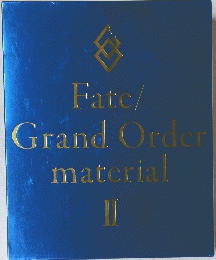 Fate/
Grand Order
material
II